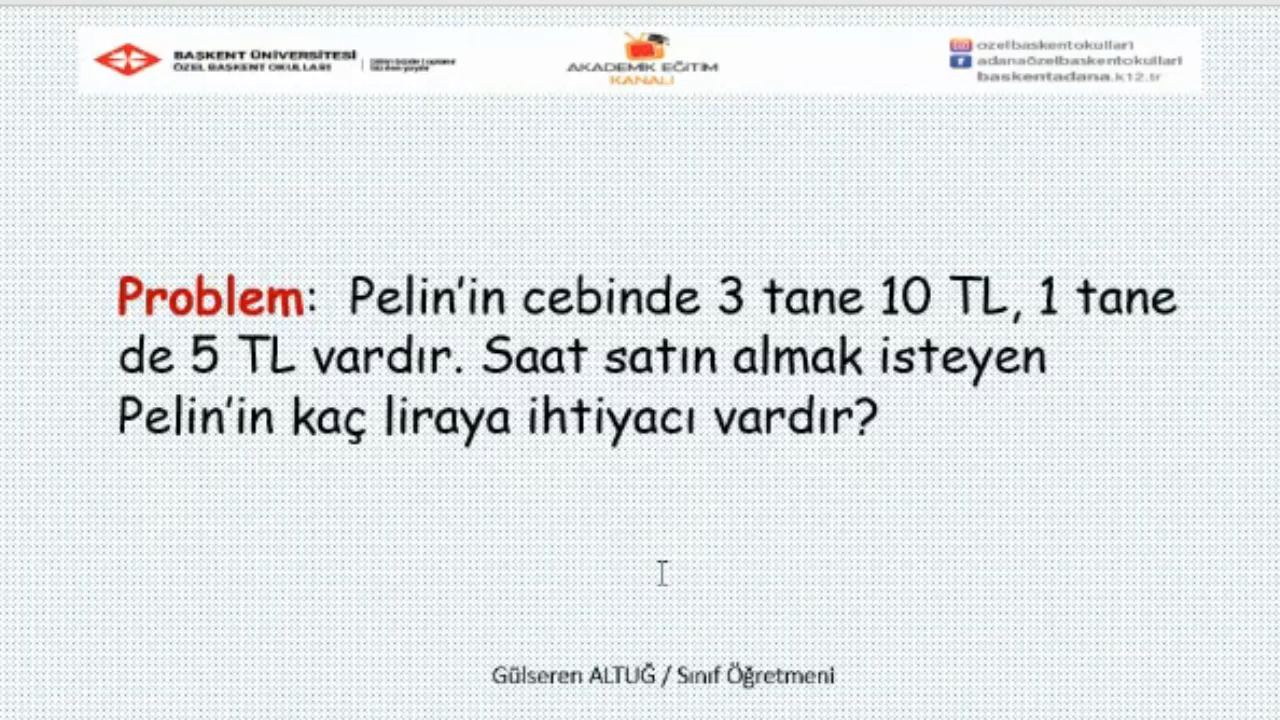 BAŞKENT ÜNİVERSİTESİ
ÖZEL BAŞKENT OKULLARI
AKADEMİK EĞİTİM
KANALI
ozelbaskentokullari
adanaözelbaskentokullari
baskentadana.k12.tr
Problem: Pelin'in cebinde 3 tane 10 TL, 1 tane
de 5 TL vardır. Saat satın almak isteyen
Pelin'in kaç liraya ihtiyacı vardır?
Gülseren ALTUĞ / Sınıf Öğretmeni